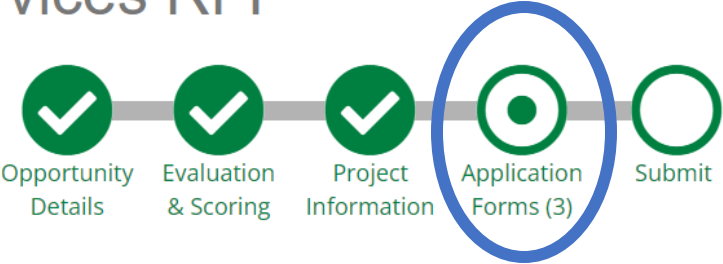 Opportunity Details
Evaluation & Scoring
Project Information
Application Forms (3)
Submit